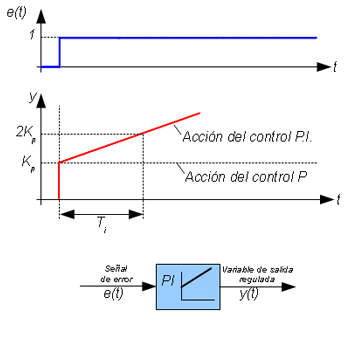 e(t)
1
t
y
2Kp
Acción del control P.I.
Kp
Acción del control P
t
Ti
Señal
de error
e(t)
PI
Variable de salida
regulada
y(t)